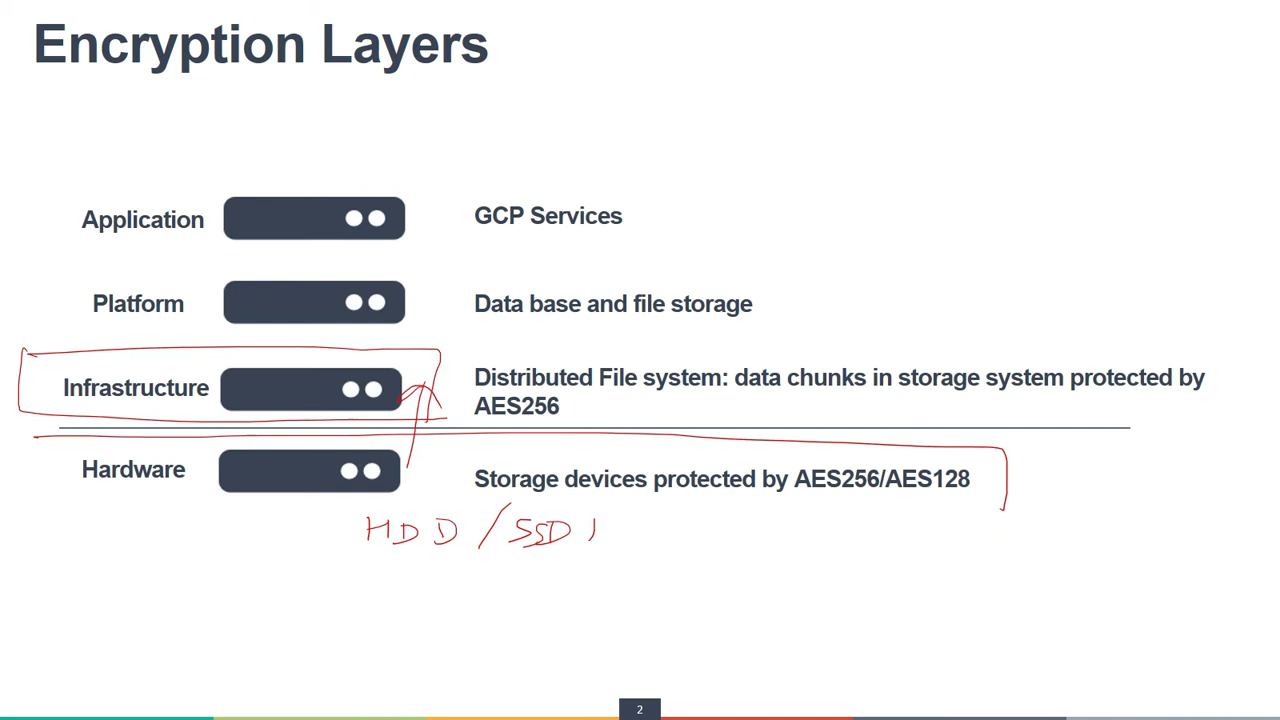 Encryption Layers
Application
GCP Services
Platform
Data base and file storage
Infrastructure
Distributed File system: data chunks in storage system protected by
AES256
Hardware
Storage devices protected by AES256/AES128
HDD / SSD
2